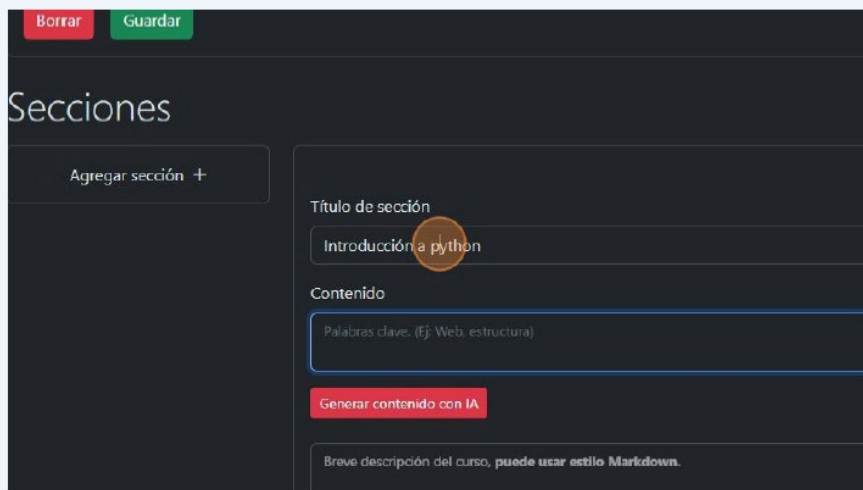 Borrar Guardar
Secciones
Agregar sección +
Título de sección
Introducción a python
Contenido
Palabras clave. (Ej: Web, estructura)
Generar contenido con IA
Breve descripción del curso, puede usar estilo Markdown.